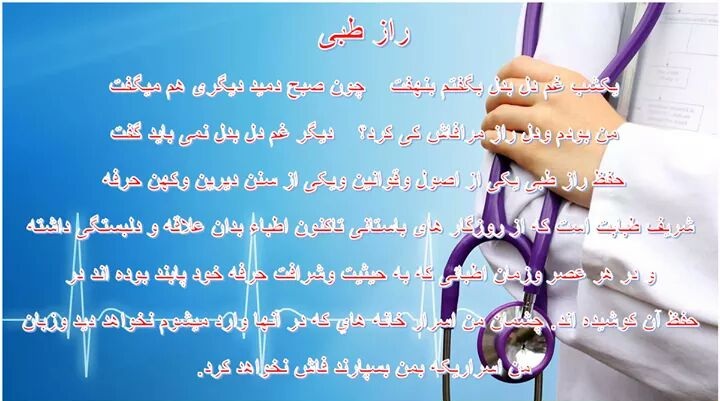 راز طبی
یکشب غم دل بدل بگفتم بنهفت    چون صبح دمید دیگری هم میگفت
من بودم ودل راز مرافاش کی کرد؟    دیگر غم دل بدل نمی باید گفت
حفظ راز طبی یکی از اصول وقوانین ویکی از سنن دیرین وکهن حرفه
شریف طبابت است که از روزگار های باستانی تاکنون اطباء بدان علاقه و دلبستگی داشته
و در هر عصر وزمان اطبائی که به حیثیت وشرافت حرفه خود پابند بوده اند در
حفظ آن کوشیده اند. چشمان من اسرار خانه هاي که در آنها وارد میشوم نخواهد دید وزبان
من اسراریکه بمن بسپارند فاش نخواهد کرد.